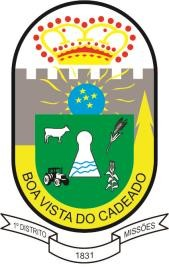 BOA VISTA DO CADEADO
1º DISTRITO
MISSÕES
1831